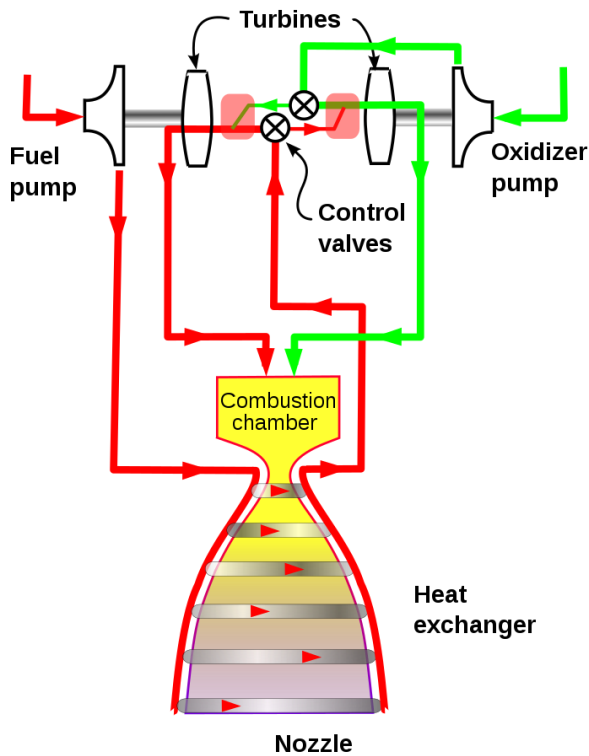 Turbines
Fuel
pump
Oxidizer
pump
Control
valves
Combustion
chamber
Heat
exchanger
Nozzle